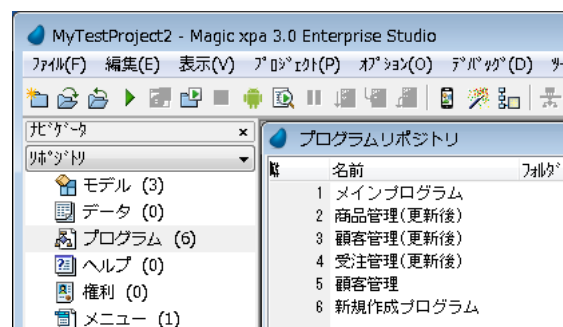 MyTestProject2 - Magic xpa 3.0 Enterprise Studio
ﾌｧｲﾙ(F) 編集(E) 表示(V) ﾌﾟﾛｼﾞｪｸﾄ(P) ｵﾌﾟｼｮﾝ(O) ﾃﾞﾊﾞｯｸﾞ(D)
ﾅﾋﾞｹﾞｰﾀ
ﾘﾎﾟｼﾞﾄﾘ
モデル (3)
データ (0)
プログラム (6)
ヘルプ (0)
権利 (0)
メニュー (1)
プログラムリポジトリ
名前 ﾌｫﾙﾀﾞ
1 メインプログラム
2 商品管理(更新後)
3 顧客管理(更新後)
4 受注管理(更新後)
5 顧客管理
6 新規作成プログラム